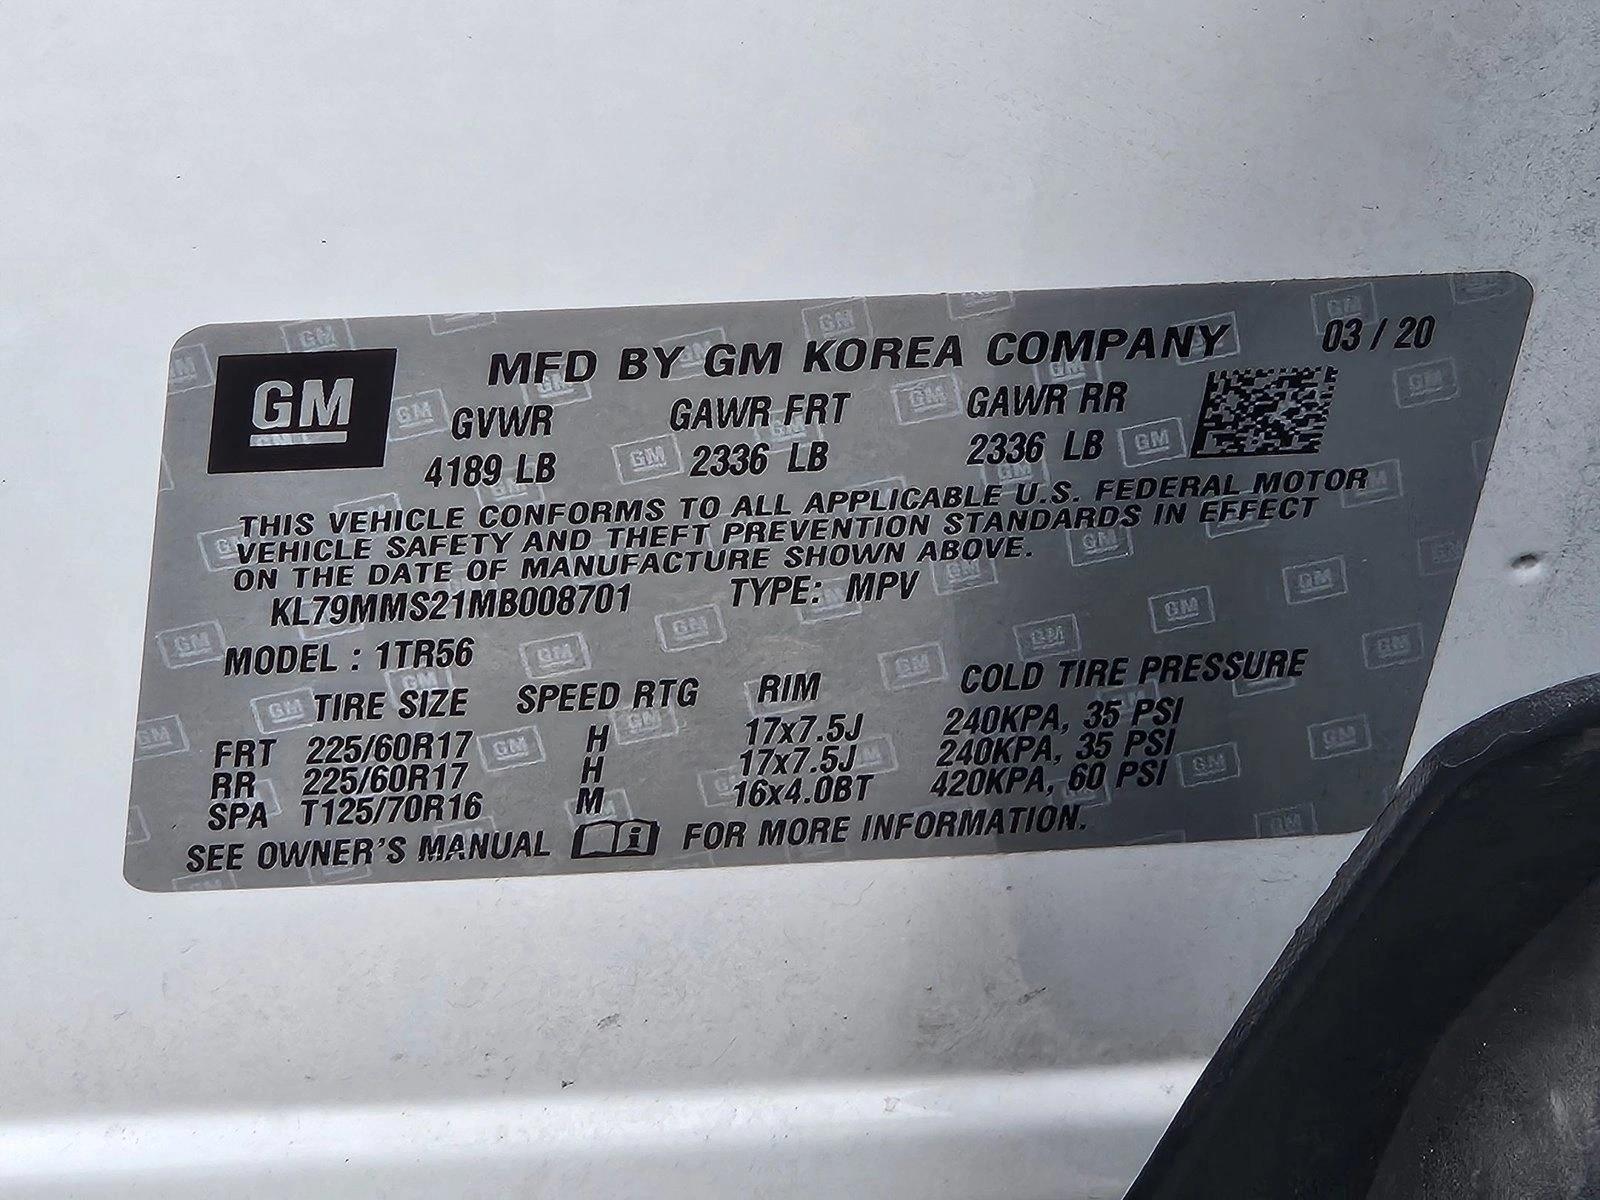 GM
MFD BY GM KOREA COMPANY 03 / 20
GVWR GAWR FRT GAWR RR
4189 LB 2336 LB 2336 LB
THIS VEHICLE CONFORMS TO ALL APPLICABLE U.S. FEDERAL MOTOR
VEHICLE SAFETY AND THEFT PREVENTION STANDARDS IN EFFECT
ON THE DATE OF MANUFACTURE SHOWN ABOVE.
KL79MMS21MB008701 TYPE: MPV
MODEL : 1TR56
TIRE SIZE SPEED RTG RIM COLD TIRE PRESSURE
FRT 225/60R17 H 17x7.5J 240KPA, 35 PSI
RR 225/60R17 H 17x7.5J 240KPA, 35 PSI
SPA T125/70R16 M 16x4.0BT 420KPA, 60 PSI
SEE OWNER'S MANUAL i FOR MORE INFORMATION.